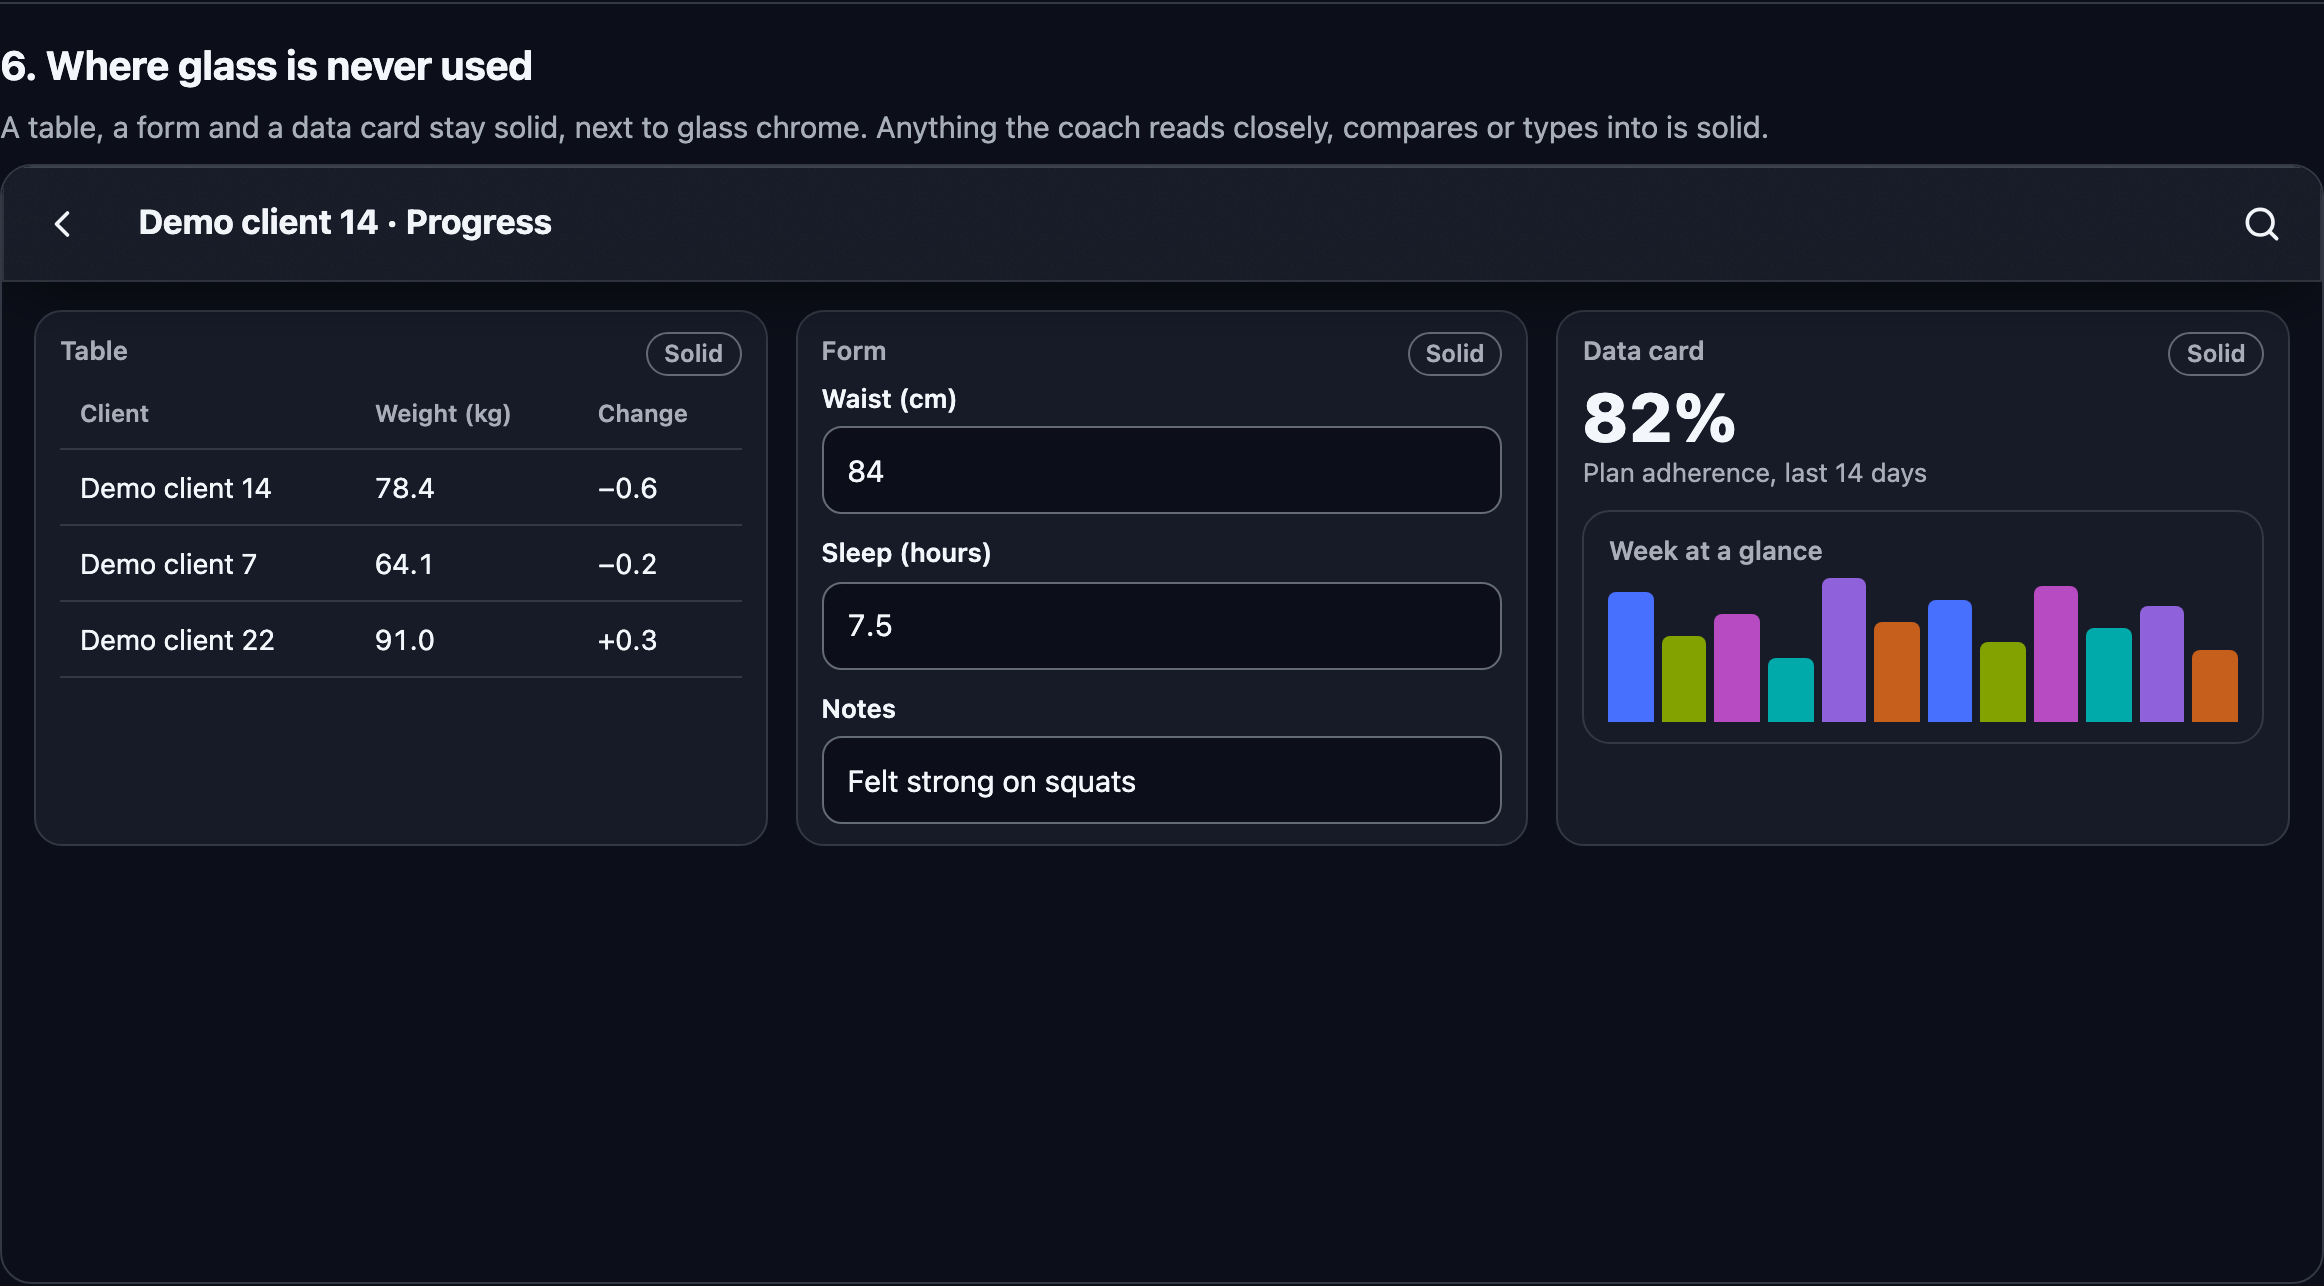 6. Where glass is never used
A table, a form and a data card stay solid, next to glass chrome. Anything the coach reads closely, compares or types into is solid.
Demo client 14 · Progress
Table
Solid
Client Weight (kg) Change
Demo client 14 78.4 −0.6
Demo client 7 64.1 −0.2
Demo client 22 91.0 +0.3
Form
Solid
Waist (cm)
84
Sleep (hours)
7.5
Notes
Felt strong on squats
Data card
Solid
82%
Plan adherence, last 14 days
Week at a glance